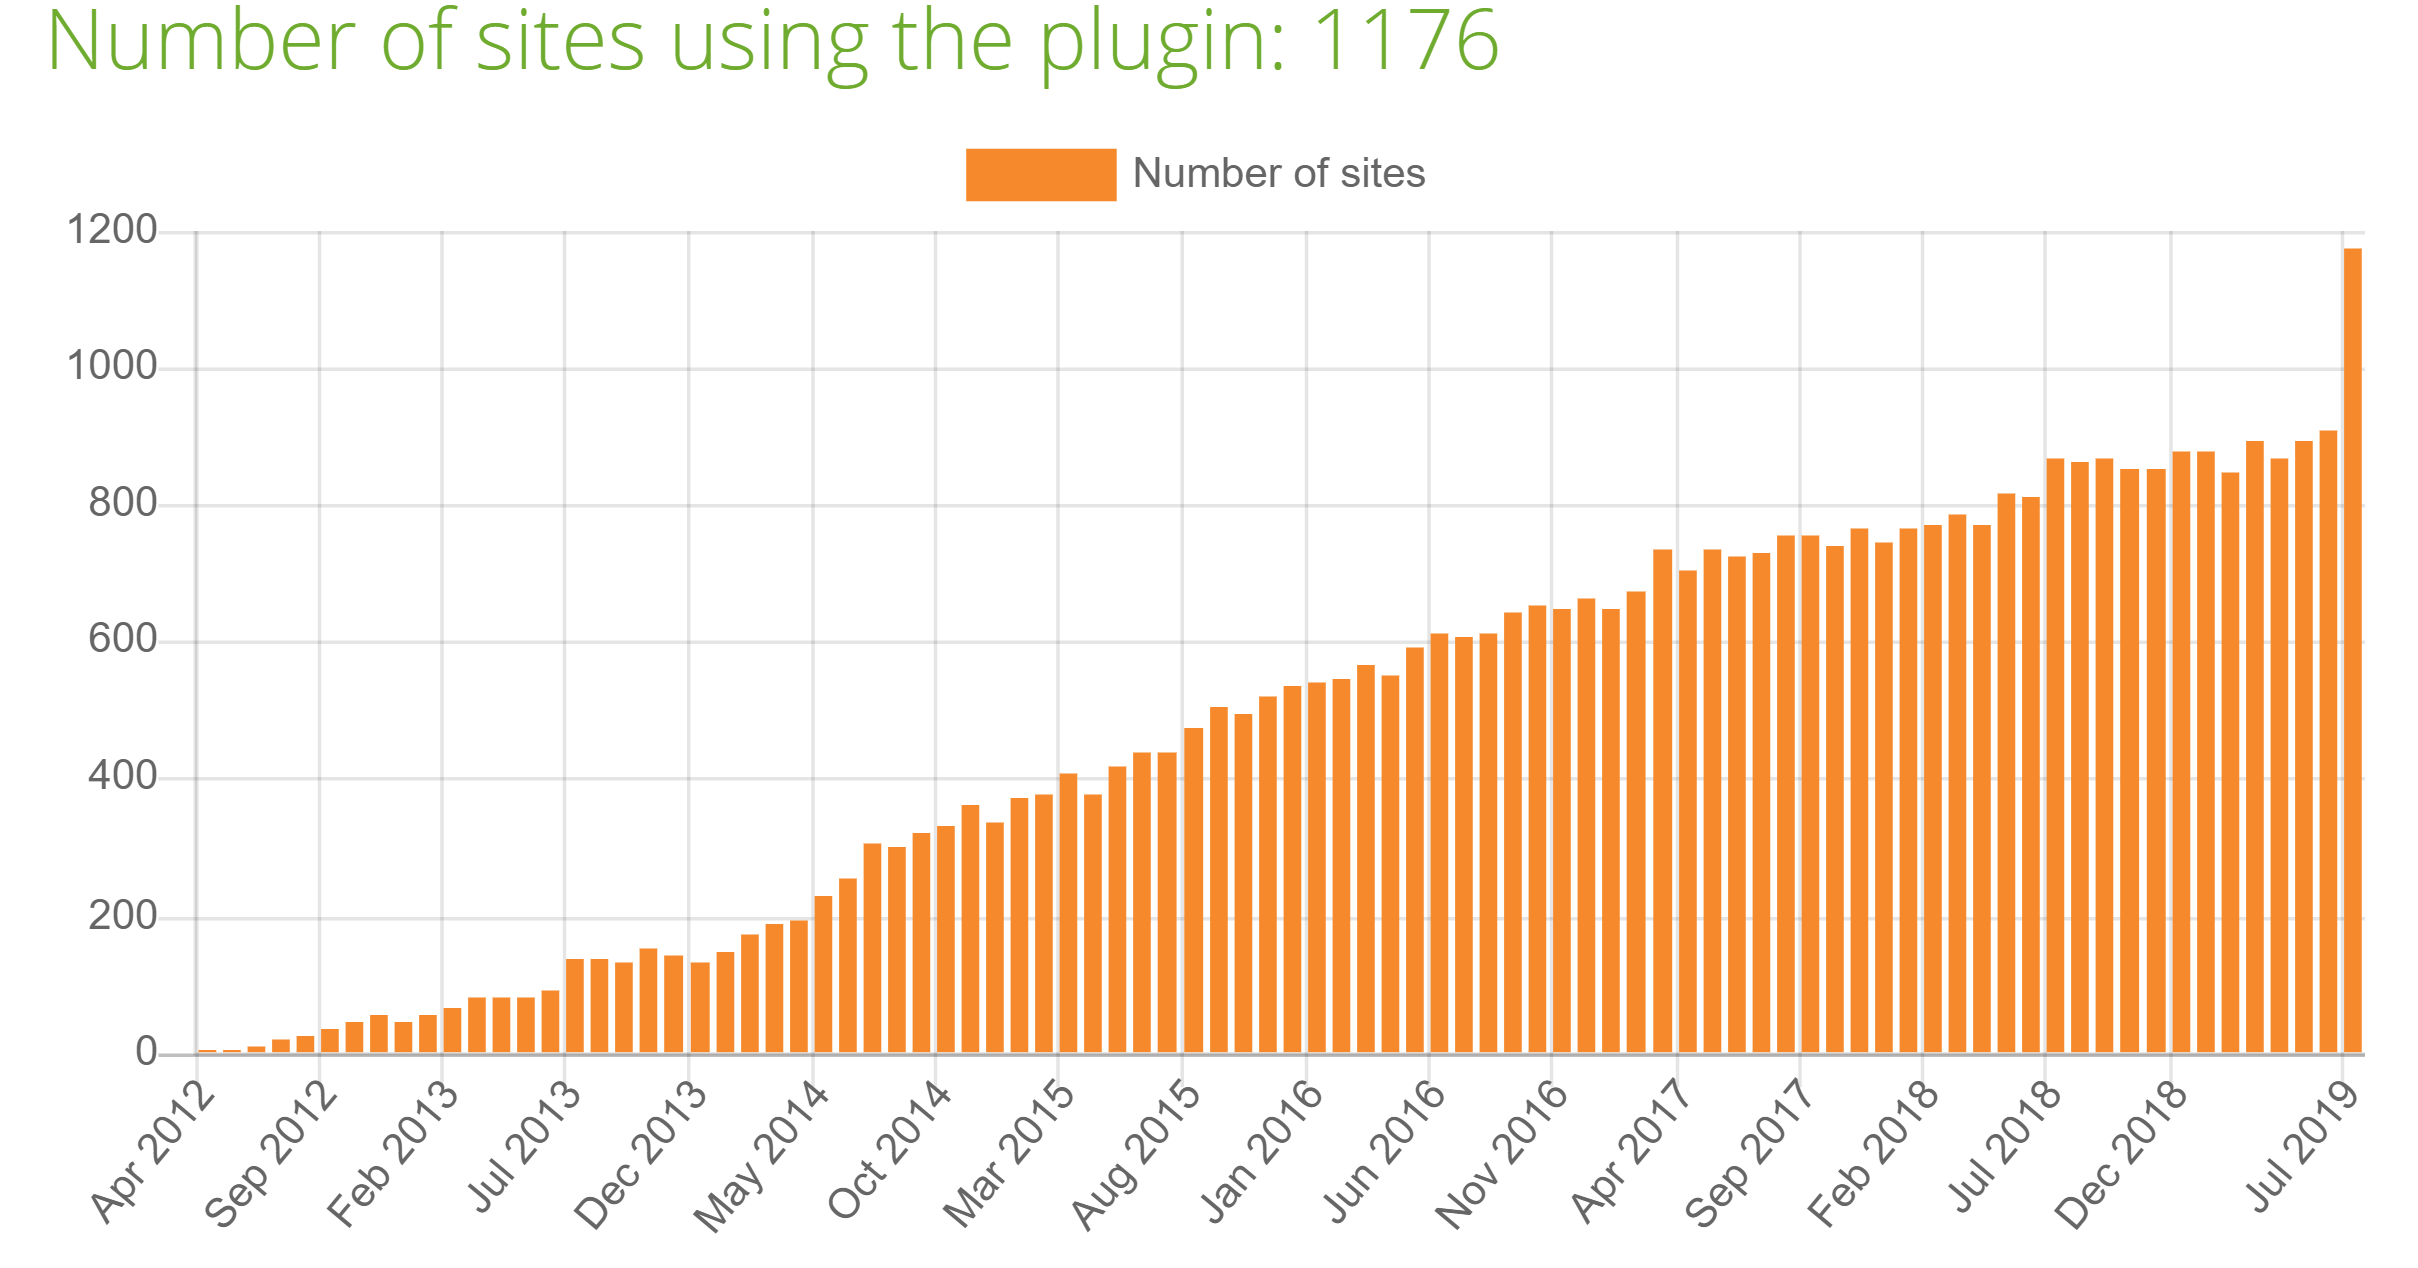 Number of sites using the plugin: 1176
Number of sites
1200
1000
800
600
400
200
0
Apr 2012
Sep 2012
Feb 2013
Jul 2013
Dec 2013
May 2014
Oct 2014
Mar 2015
Aug 2015
Jan 2016
Jun 2016
Nov 2016
Apr 2017
Sep 2017
Feb 2018
Jul 2018
Dec 2018
Jul 2019